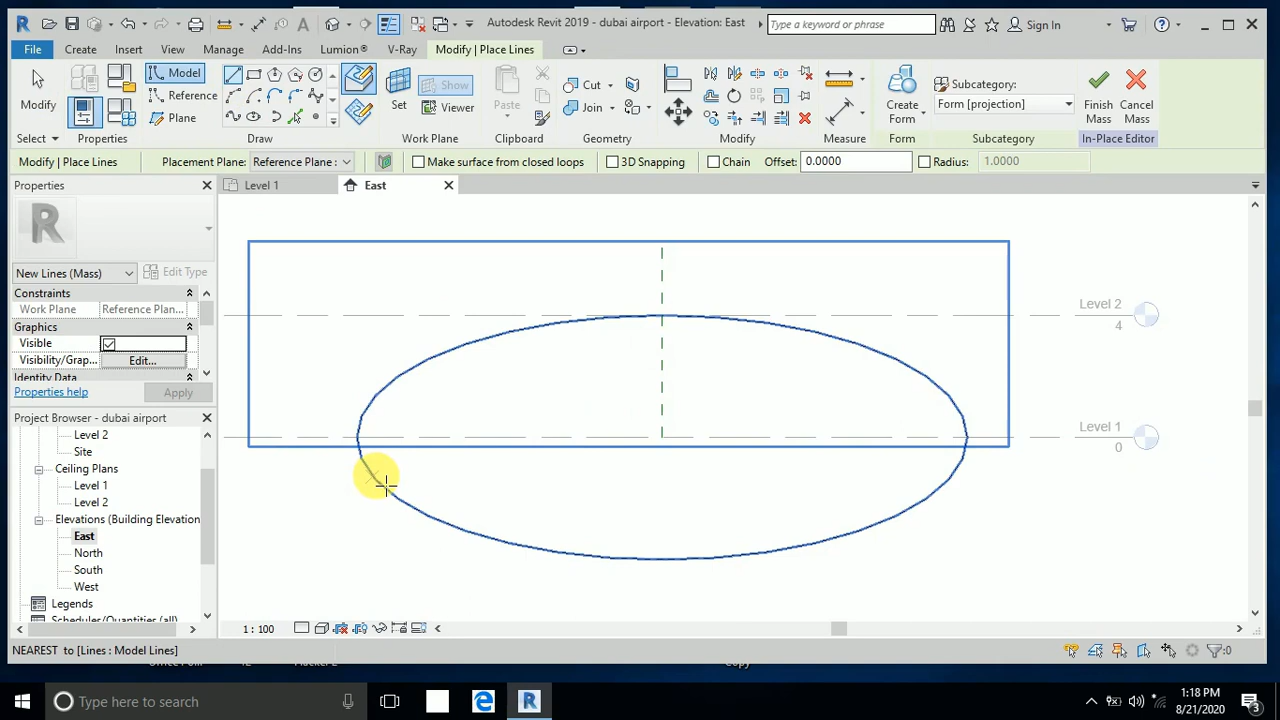 Autodesk Revit 2019 - dubai airport - Elevation: East
Type a keyword or phrase
Sign In
File
Create
Insert
View
Manage
Add-Ins
Lumion®
V-Ray
Modify | Place Lines
Modify
Model
Reference
Plane
Set
Show
Viewer
Paste
Cut
Join
Create
Form
Subcategory:
Form [projection]
Finish
Mass
Cancel
Mass
Select
Properties
Draw
Work Plane
Clipboard
Geometry
Modify
Measure
Form
Subcategory
In-Place Editor
Modify | Place Lines
Placement Plane:
Reference Plane :
Make surface from closed loops
3D Snapping
Chain
Offset:
0.0000
Radius:
1.0000
Properties
Level 1
East
New Lines (Mass)
Edit Type
Constraints
Work Plane
Reference Plan...
Graphics
Visible
Visibility/Grap...
Edit...
Identity Data
Properties help
Apply
Project Browser - dubai airport
Level 2
Site
Ceiling Plans
Level 1
Level 2
Elevations (Building Elevation
East
North
South
West
Legends
Schedules/Quantities (all)
Level 2
4
Level 1
0
1 : 100
NEAREST to [Lines : Model Lines]
:0
Copy
Type here to search
R
1:18 PM
8/21/2020
3